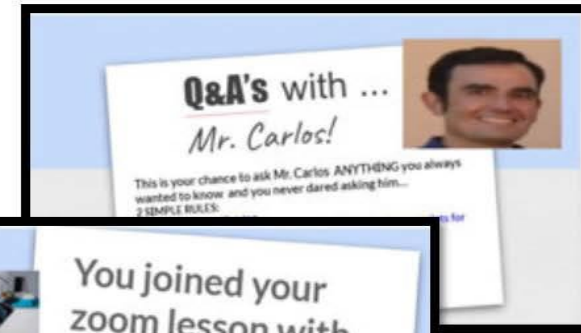 Q&A's with ...
Mr. Carlos!
This is your chance to ask Mr. Carlos ANYTHING you always
wanted to know and you never dared asking him...
2 SIMPLE RULES:
for
You joined your
zoom lesson with